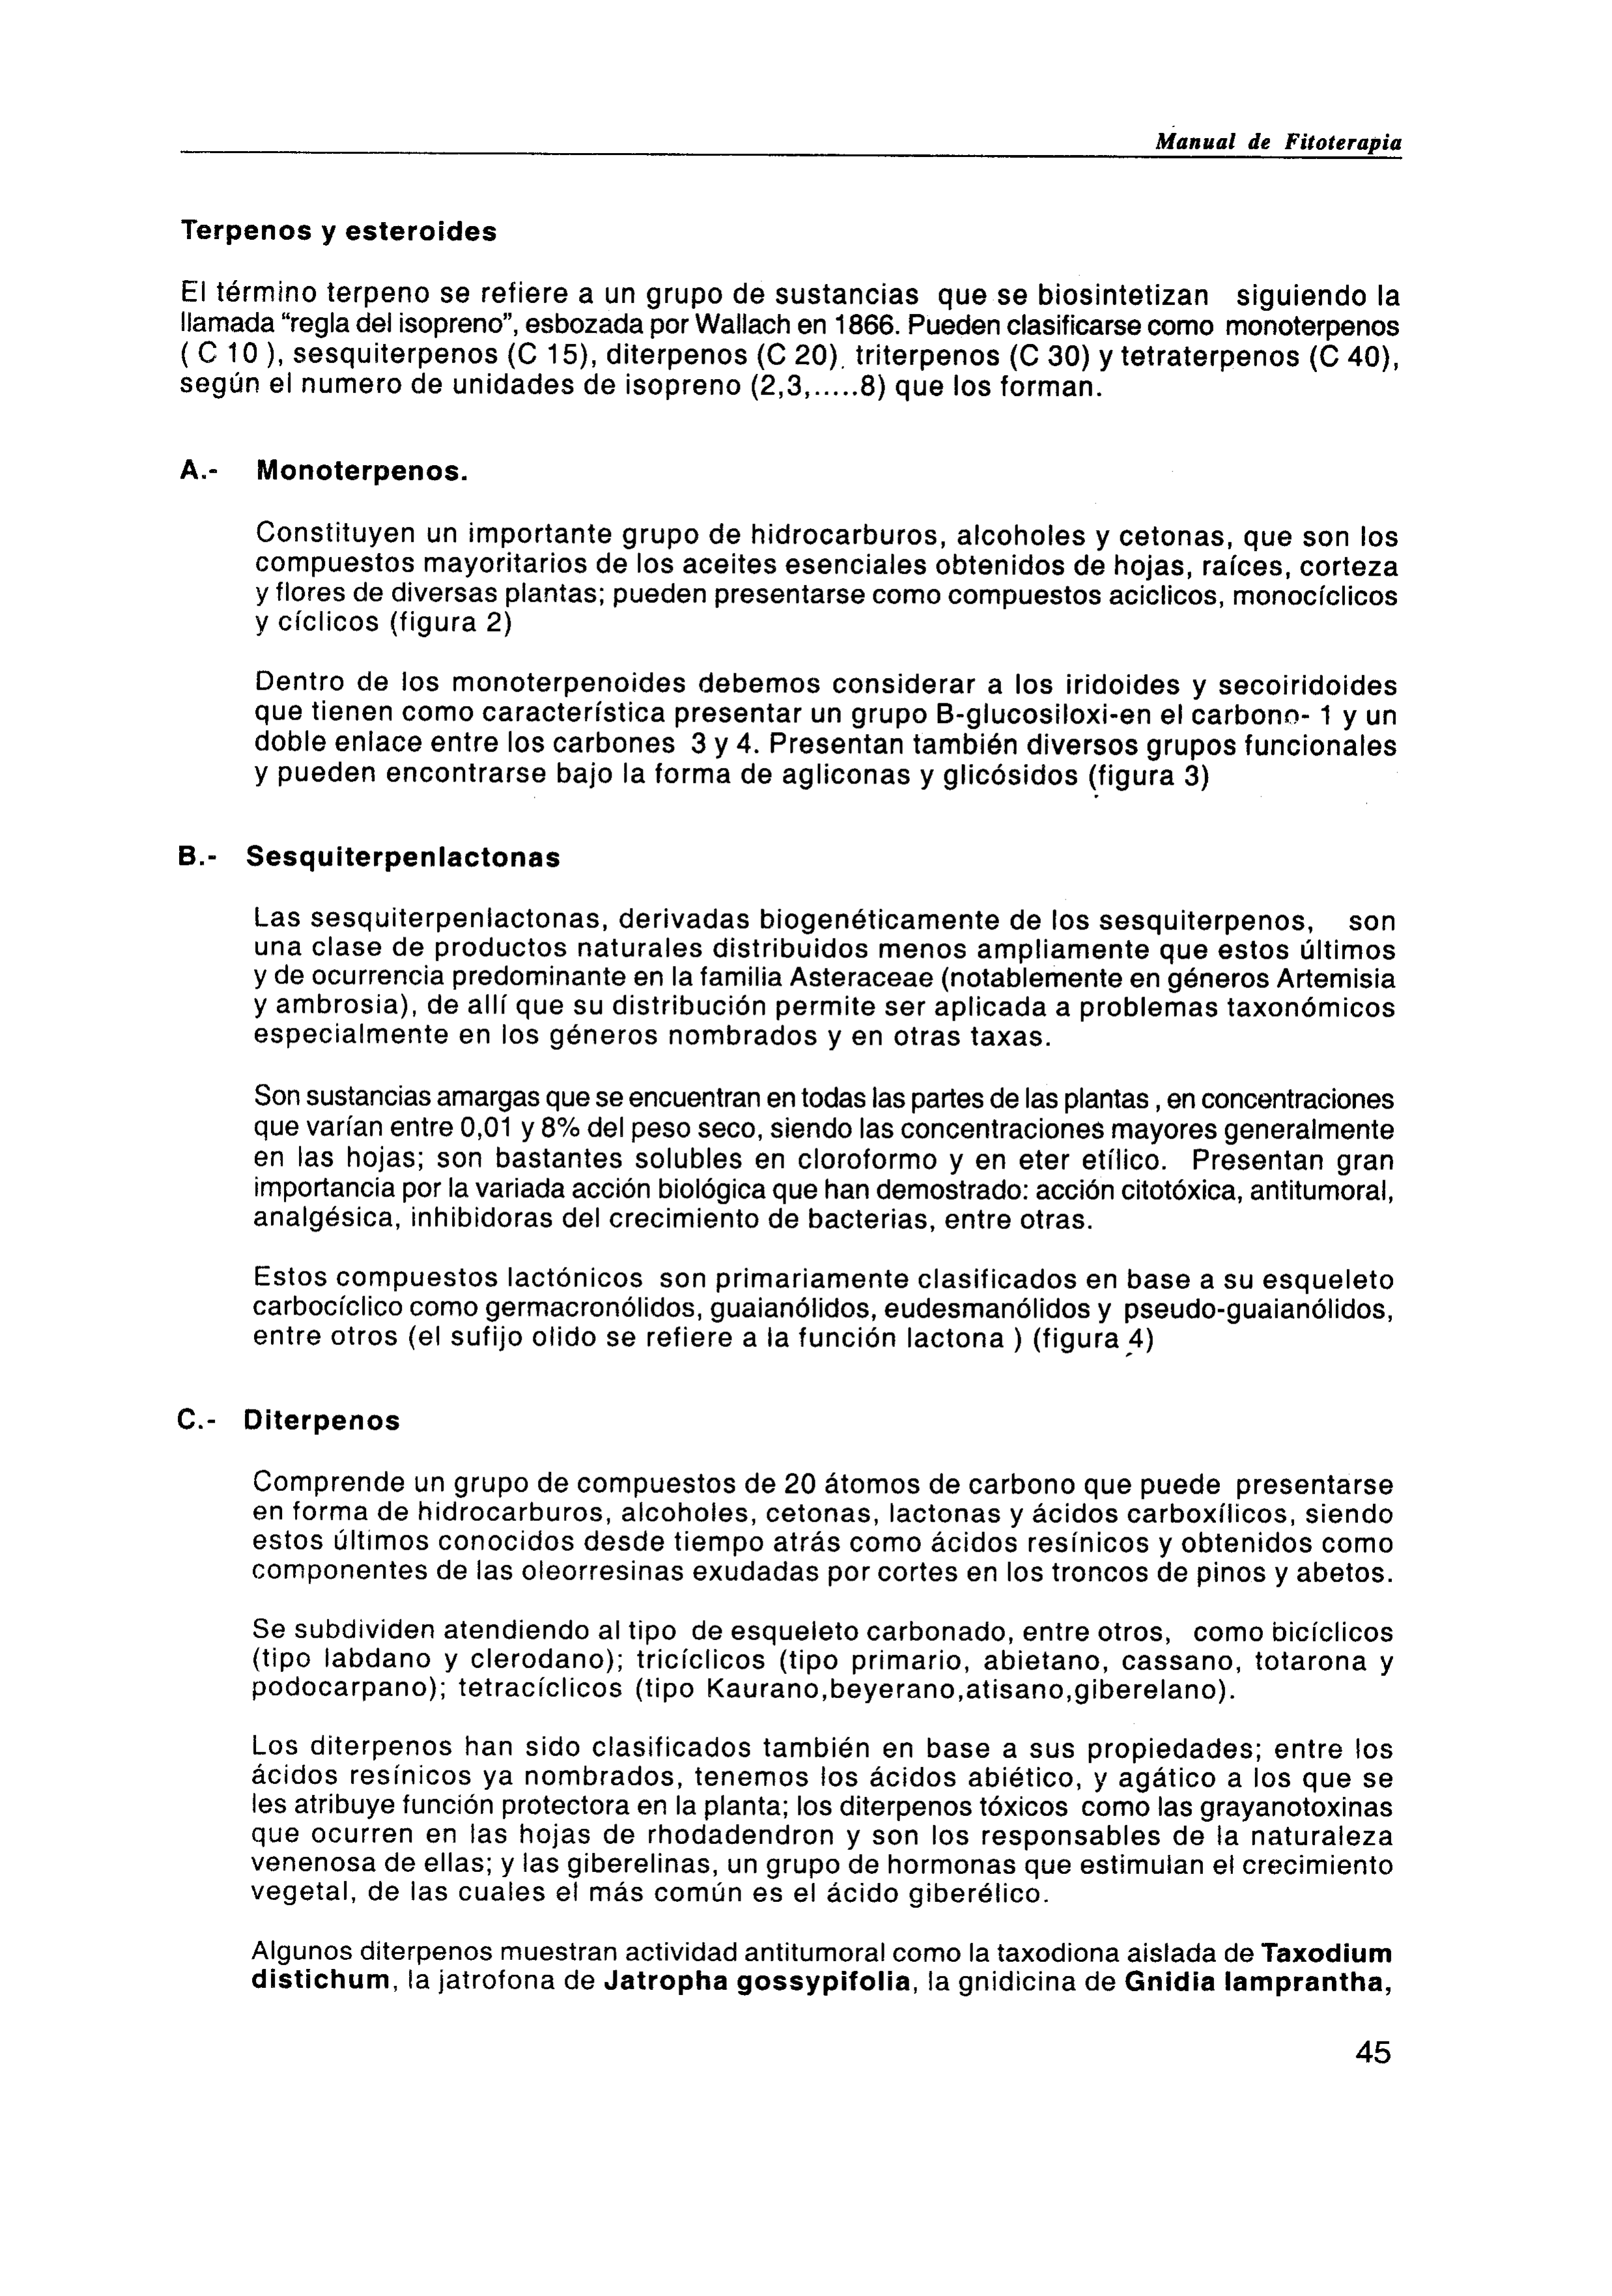 Manual de Fitoterapia
Terpenos y esteroides
El término terpeno se refiere a un grupo de sustancias que se biosintetizan siguiendo la
llamada “regla del isopreno”, esbozada por Wallach en 1866. Pueden clasificarse como monoterpenos
( C 10 ), sesquiterpenos (C 15), diterpenos (C 20). triterpenos (C 30) y tetraterpenos (C 40),
según el numero de unidades de isopreno (2,3,.....8) que los forman.
A.- Monoterpenos.
Constituyen un importante grupo de hidrocarburos, alcoholes y cetonas, que son los
compuestos mayoritarios de los aceites esenciales obtenidos de hojas, raíces, corteza
y flores de diversas plantas; pueden presentarse como compuestos aciclicos, monocíclicos
y cíclicos (figura 2)
Dentro de los monoterpenoides debemos considerar a los iridoides y secoiridoides
que tienen como característica presentar un grupo B-glucosiloxi-en el carbono- 1 y un
doble enlace entre los carbones 3 y 4. Presentan también diversos grupos funcionales
y pueden encontrarse bajo la forma de agliconas y glicósidos (figura 3)
B.- Sesquiterpenlactonas
Las sesquiterpenlactonas, derivadas biogenéticamente de los sesquiterpenos, son
una clase de productos naturales distribuidos menos ampliamente que estos últimos
y de ocurrencia predominante en la familia Asteraceae (notablemente en géneros Artemisia
y ambrosia), de allí que su distribución permite ser aplicada a problemas taxonómicos
especialmente en los géneros nombrados y en otras taxas.
Son sustancias amargas que se encuentran en todas las partes de las plantas , en concentraciones
que varían entre 0,01 y 8% del peso seco, siendo las concentraciones mayores generalmente
en las hojas; son bastantes solubles en cloroformo y en eter etílico. Presentan gran
importancia por la variada acción biológica que han demostrado: acción citotóxica, antitumoral,
analgésica, inhibidoras del crecimiento de bacterias, entre otras.
Estos compuestos lactónicos son primariamente clasificados en base a su esqueleto
carbocíclico como germacronólidos, guaianólidos, eudesmanólidos y pseudo-guaianólidos,
entre otros (el sufijo olido se refiere a la función lactona ) (figura 4)
C.- Diterpenos
Comprende un grupo de compuestos de 20 átomos de carbono que puede presentarse
en forma de hidrocarburos, alcoholes, cetonas, lactonas y ácidos carboxílicos, siendo
estos últimos conocidos desde tiempo atrás como ácidos resínicos y obtenidos como
componentes de las oleorresinas exudadas por cortes en los troncos de pinos y abetos.
Se subdividen atendiendo al tipo de esqueleto carbonado, entre otros, como bicíclicos
(tipo labdano y clerodano); tricíclicos (tipo primario, abietano, cassano, totarona y
podocarpano); tetracíclicos (tipo Kaurano,beyerano,atisano,giberelano).
Los diterpenos han sido clasificados también en base a sus propiedades; entre los
ácidos resínicos ya nombrados, tenemos los ácidos abiético, y agático a los que se
les atribuye función protectora en la planta; los diterpenos tóxicos como las grayanotoxinas
que ocurren en las hojas de rhodadendron y son los responsables de la naturaleza
venenosa de ellas; y las giberelinas, un grupo de hormonas que estimulan el crecimiento
vegetal, de las cuales el más común es el ácido giberélico.
Algunos diterpenos muestran actividad antitumoral como la taxodiona aislada de Taxodium
distichum, la jatrofona de Jatropha gossypifolia, la gnidicina de Gnidia lamprantha,
45